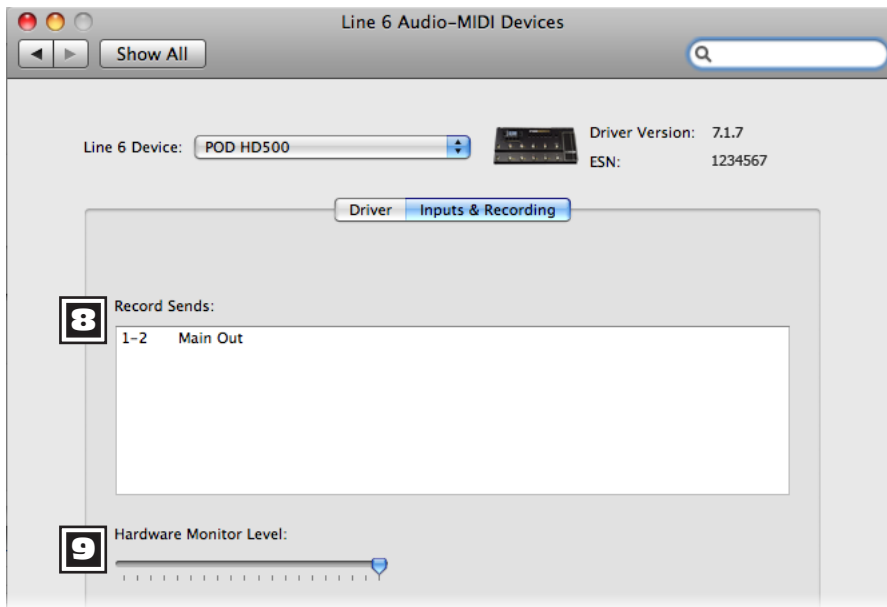 Line 6 Audio-MIDI Devices
Show All
Line 6 Device: POD HD500
Driver Version: 7.1.7
ESN: 1234567
Driver Inputs & Recording
8 Record Sends:
1-2 Main Out
9 Hardware Monitor Level: